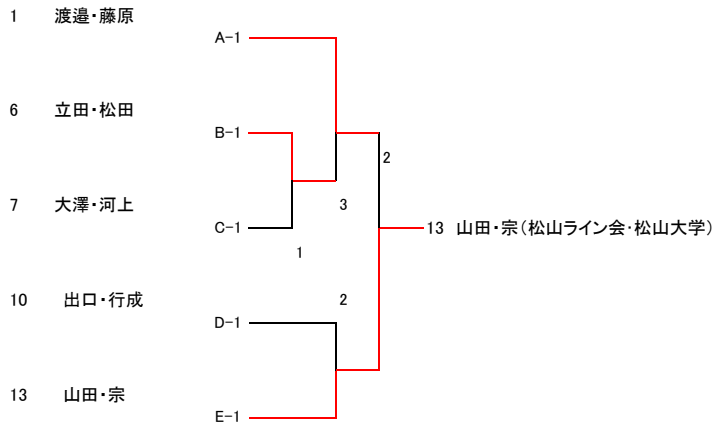 1 渡邉・藤原
A-1
6 立田・松田
B-1
2
7 大澤・河上
3
C-1
13 山田・宗(松山ライン会・松山大学)
1
10 出口・行成
2
D-1
13 山田・宗
E-1